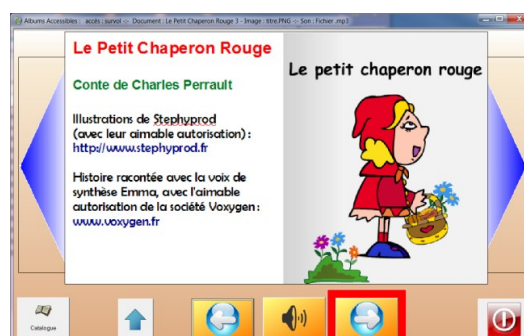 Albums Accessibles : accès : survol -:- Document : Le Petit Chaperon Rouge 3 - Image : titre.PNG -:- Son : Fichier .mp3
Le Petit Chaperon Rouge
Conte de Charles Perrault
Illustrations de Stephyprod
(avec leur aimable autorisation) :
http://www.stephyprod.fr
Histoire racontée avec la voix de
synthèse Emma, avec l'aimable
autorisation de la société Voxygen :
www.voxygen.fr
Le petit chaperon rouge
Catalogue